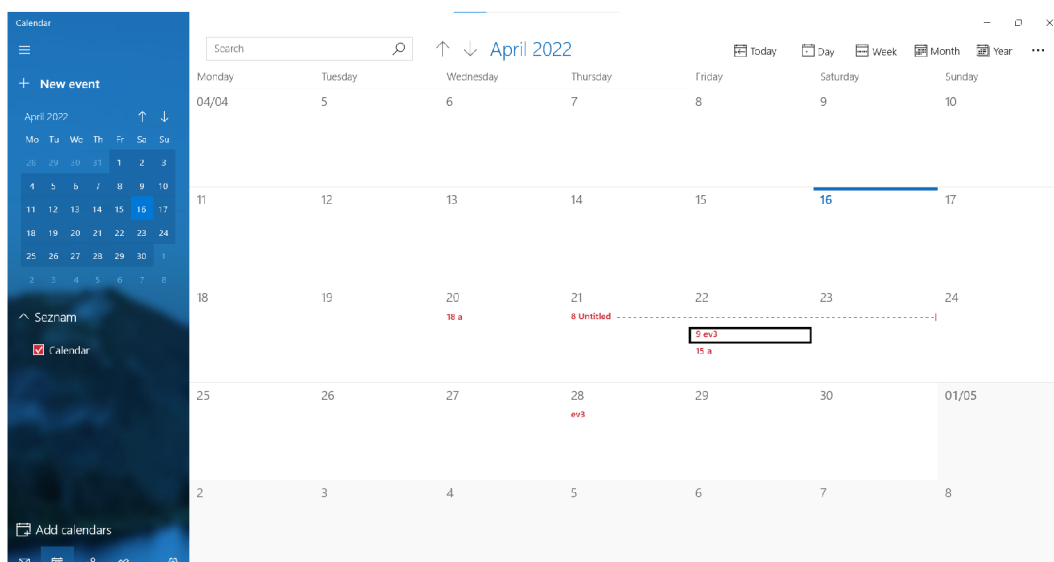 Calendar
Search
April 2022
Today
Day
Week
Month
Year
New event
April 2022
Mo Tu We Th Fr Sa Su
28 29 30 31 1 2 3
4 5 6 7 8 9 10
11 12 13 14 15 16 17
18 19 20 21 22 23 24
25 26 27 28 29 30 1
2 3 4 5 6 7 8
Seznam
Calendar
Add calendars
Monday Tuesday Wednesday Thursday Friday Saturday Sunday
04/04 5 6 7 8 9 10
11 12 13 14 15 16 17
18 19 20 21 22 23 24
18 a 8 Untitled
9 ev3
15 a
25 26 27 28 29 30 01/05
ev3
2 3 4 5 6 7 8